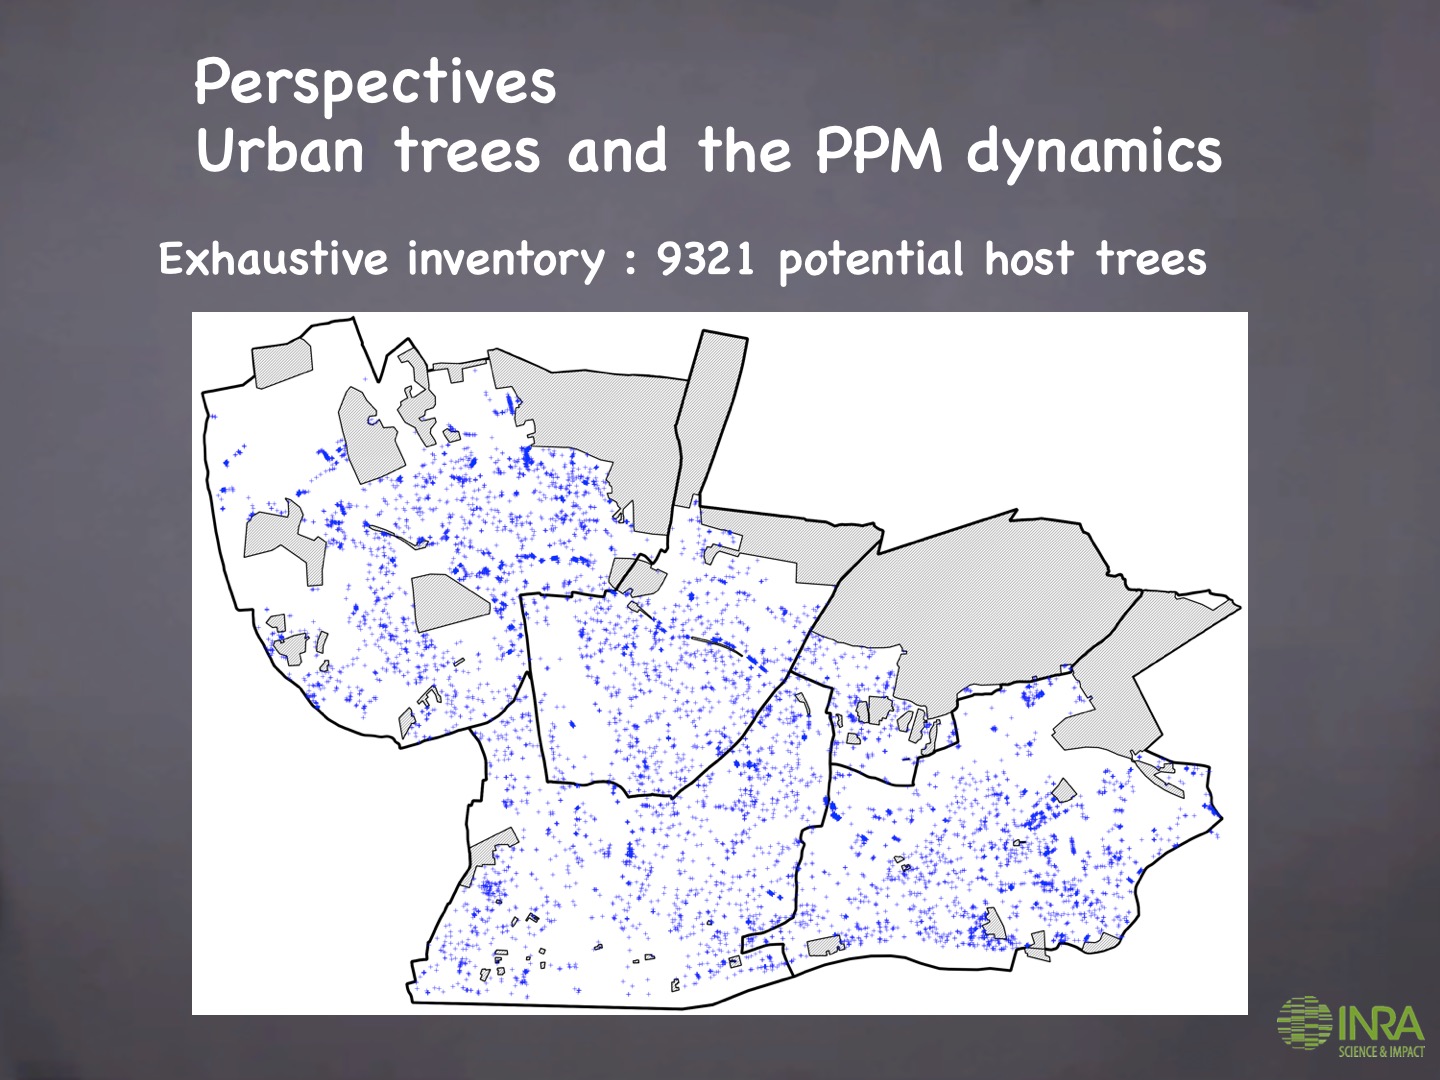 Perspectives
Urban trees and the PPM dynamics
Exhaustive inventory : 9321 potential host trees
INRA
SCIENCE & IMPACT